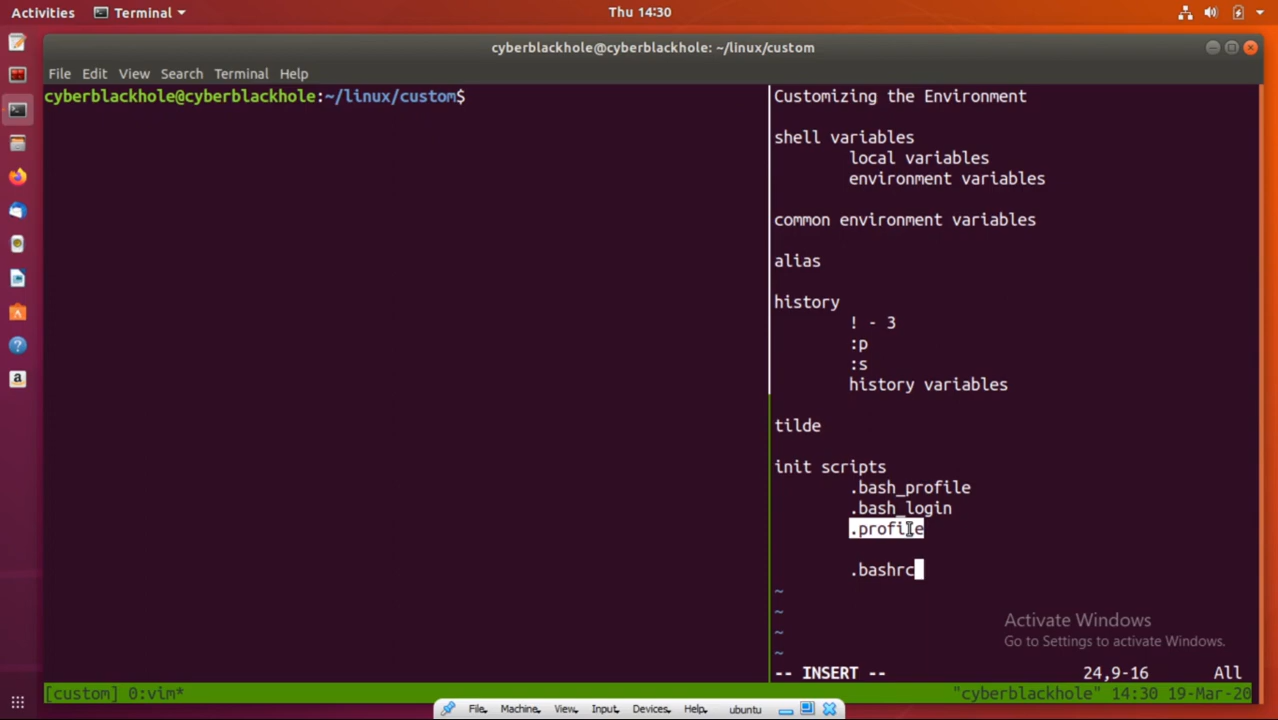 Activities Terminal Thu 14:30
cyberblackhole@cyberblackhole: ~/linux/custom
File Edit View Search Terminal Help
cyberblackhole@cyberblackhole:~/linux/custom$
Customizing the Environment
shell variables
local variables
environment variables
common environment variables
alias
history
! - 3
:p
:s
history variables
tilde
init scripts
.bash_profile
.bash_login
.profile
.bashrc
~
~
~
~
Activate Windows
Go to Settings to activate Windows.
-- INSERT -- 24,9-16 All
[custom] 0:vim* "cyberblackhole" 14:30 19-Mar-20
File Machine View Input Devices Help ubuntu